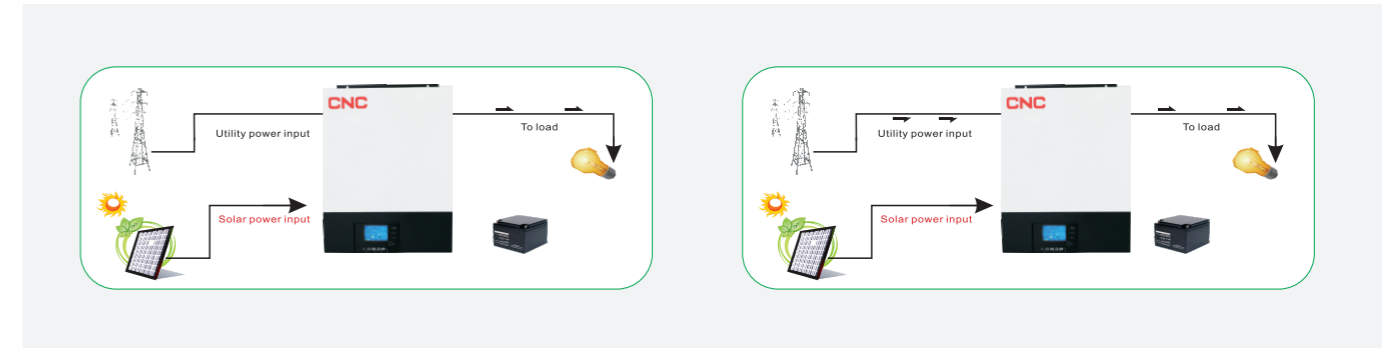 CNC
Utility power input
To load
Solar power input
CNC
Utility power input
To load
Solar power input